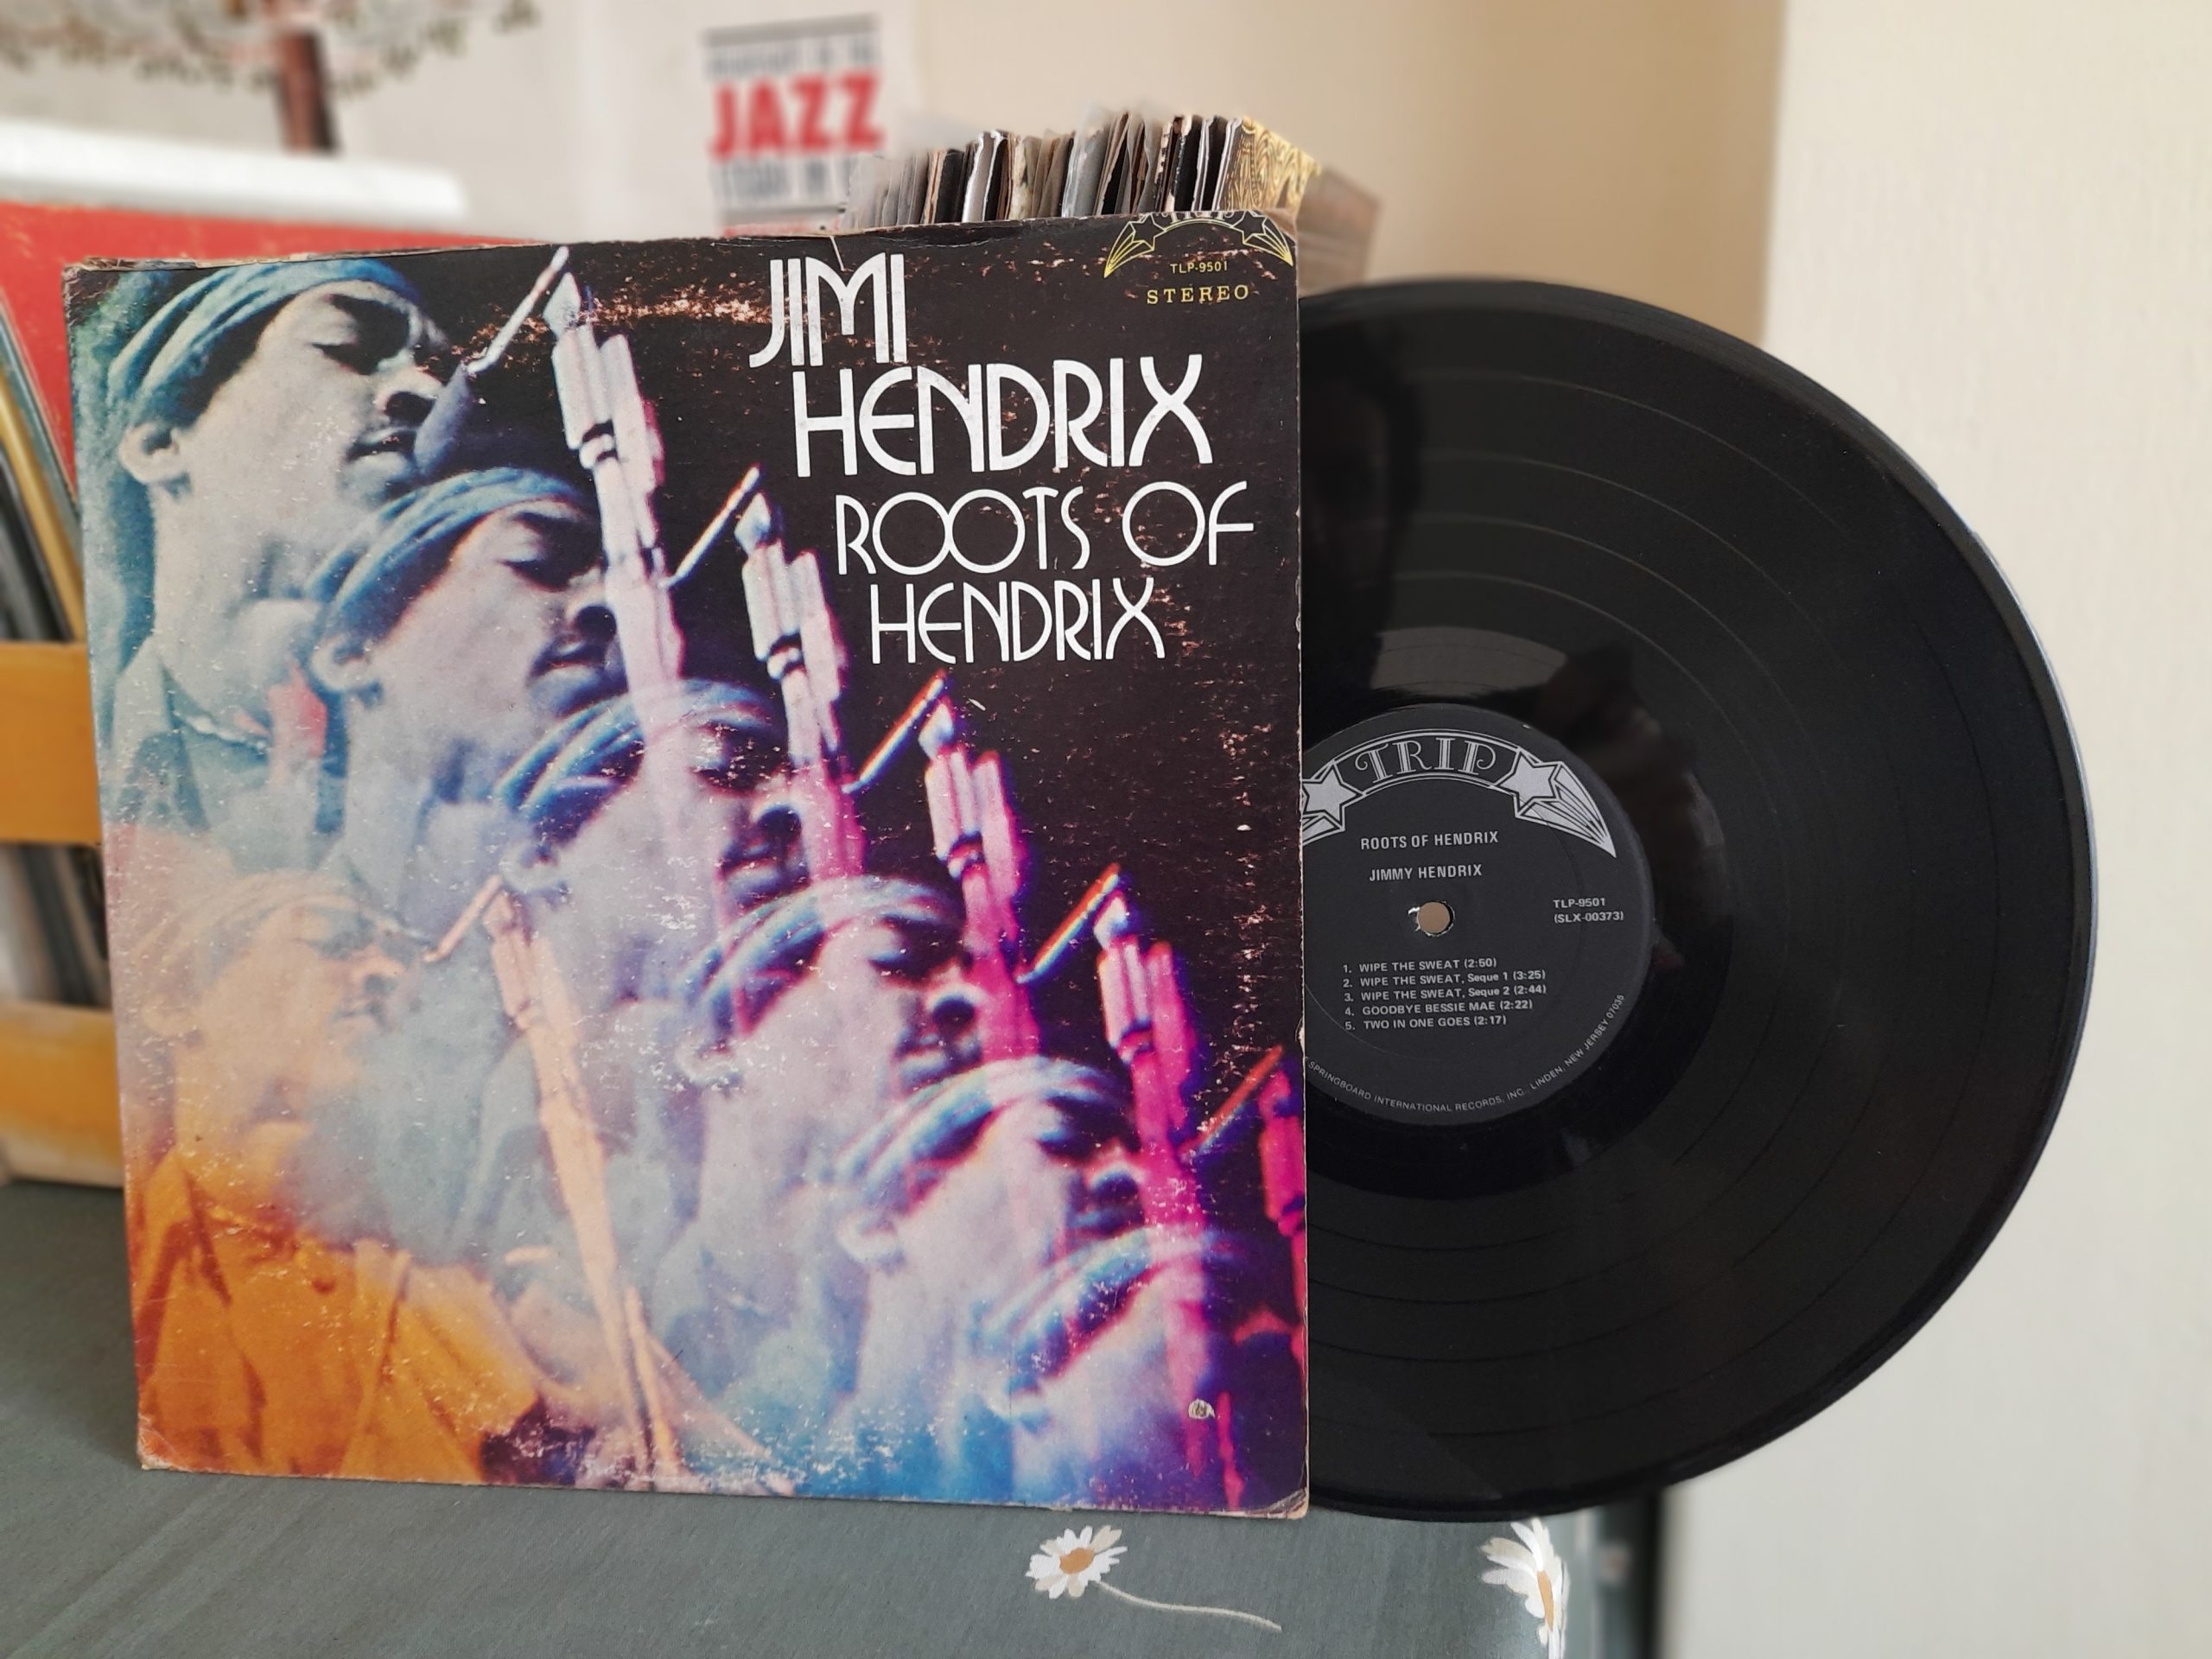 JAZZ
TRIP
TLP-9501
STEREO
JIMI
HENDRIX
ROOTS OF
HENDRIX
TRIP
ROOTS OF HENDRIX
JIMMY HENDRIX
TLP-9501
(SLX-00373)
1. WIPE THE SWEAT (2:50)
2. WIPE THE SWEAT, Seque 1 (3:25)
3. WIPE THE SWEAT, Seque 2 (2:44)
4. GOODBYE BESSIE MAE (2:22)
5. TWO IN ONE GOES (2:17)
SPRINGBOARD INTERNATIONAL RECORDS, INC. LINDEN, NEW JERSEY 07036